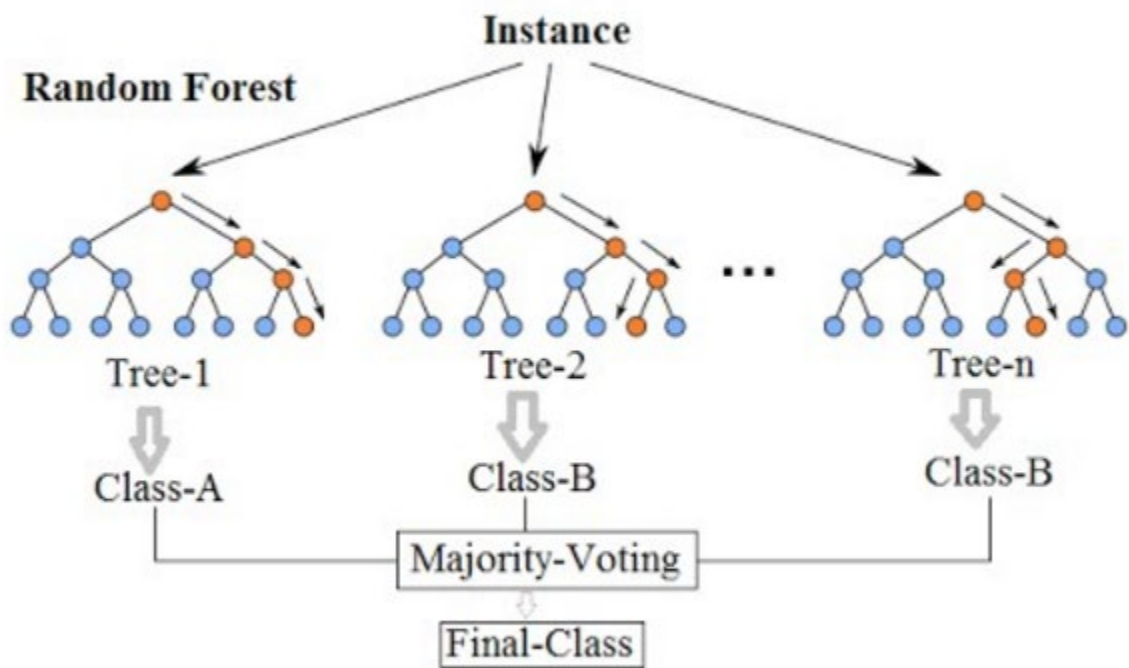 Instance
Random Forest
...
Tree-1
Tree-2
Tree-n
Class-A
Class-B
Class-B
Majority-Voting
Final-Class